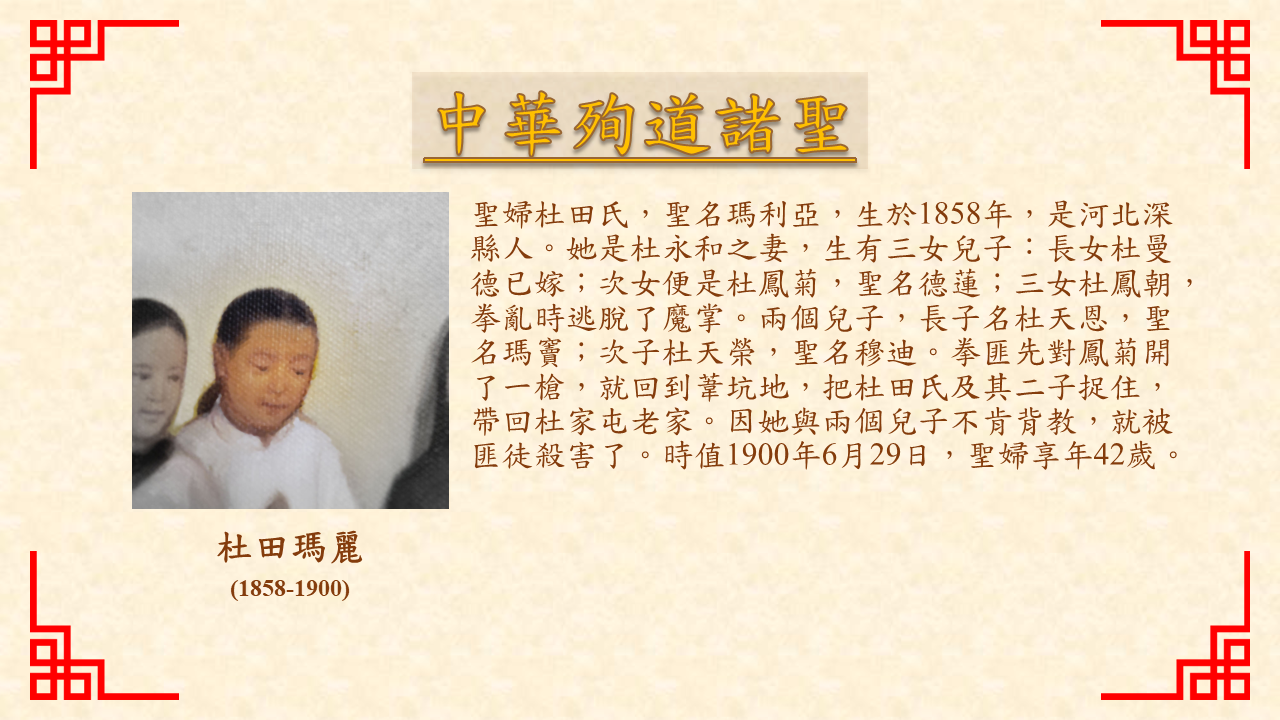 中華殉道諸聖
聖婦杜田氏，聖名瑪利亞，生於1858年，是河北深
縣人。她是杜永和之妻，生有三女兒子：長女杜曼
德已嫁；次女便是杜鳳菊，聖名德蓮；三女杜鳳朝，
拳亂時逃脫了魔掌。兩個兒子，長子名杜天恩，聖
名瑪竇；次子杜天榮，聖名穆迪。拳匪先對鳳菊開
了一槍，就回到葦坑地，把杜田氏及其二子捉住，
帶回杜家屯老家。因她與兩個兒子不肯背教，就被
匪徒殺害了。時值1900年6月29日，聖婦享年42歲。
杜田瑪麗
(1858-1900)